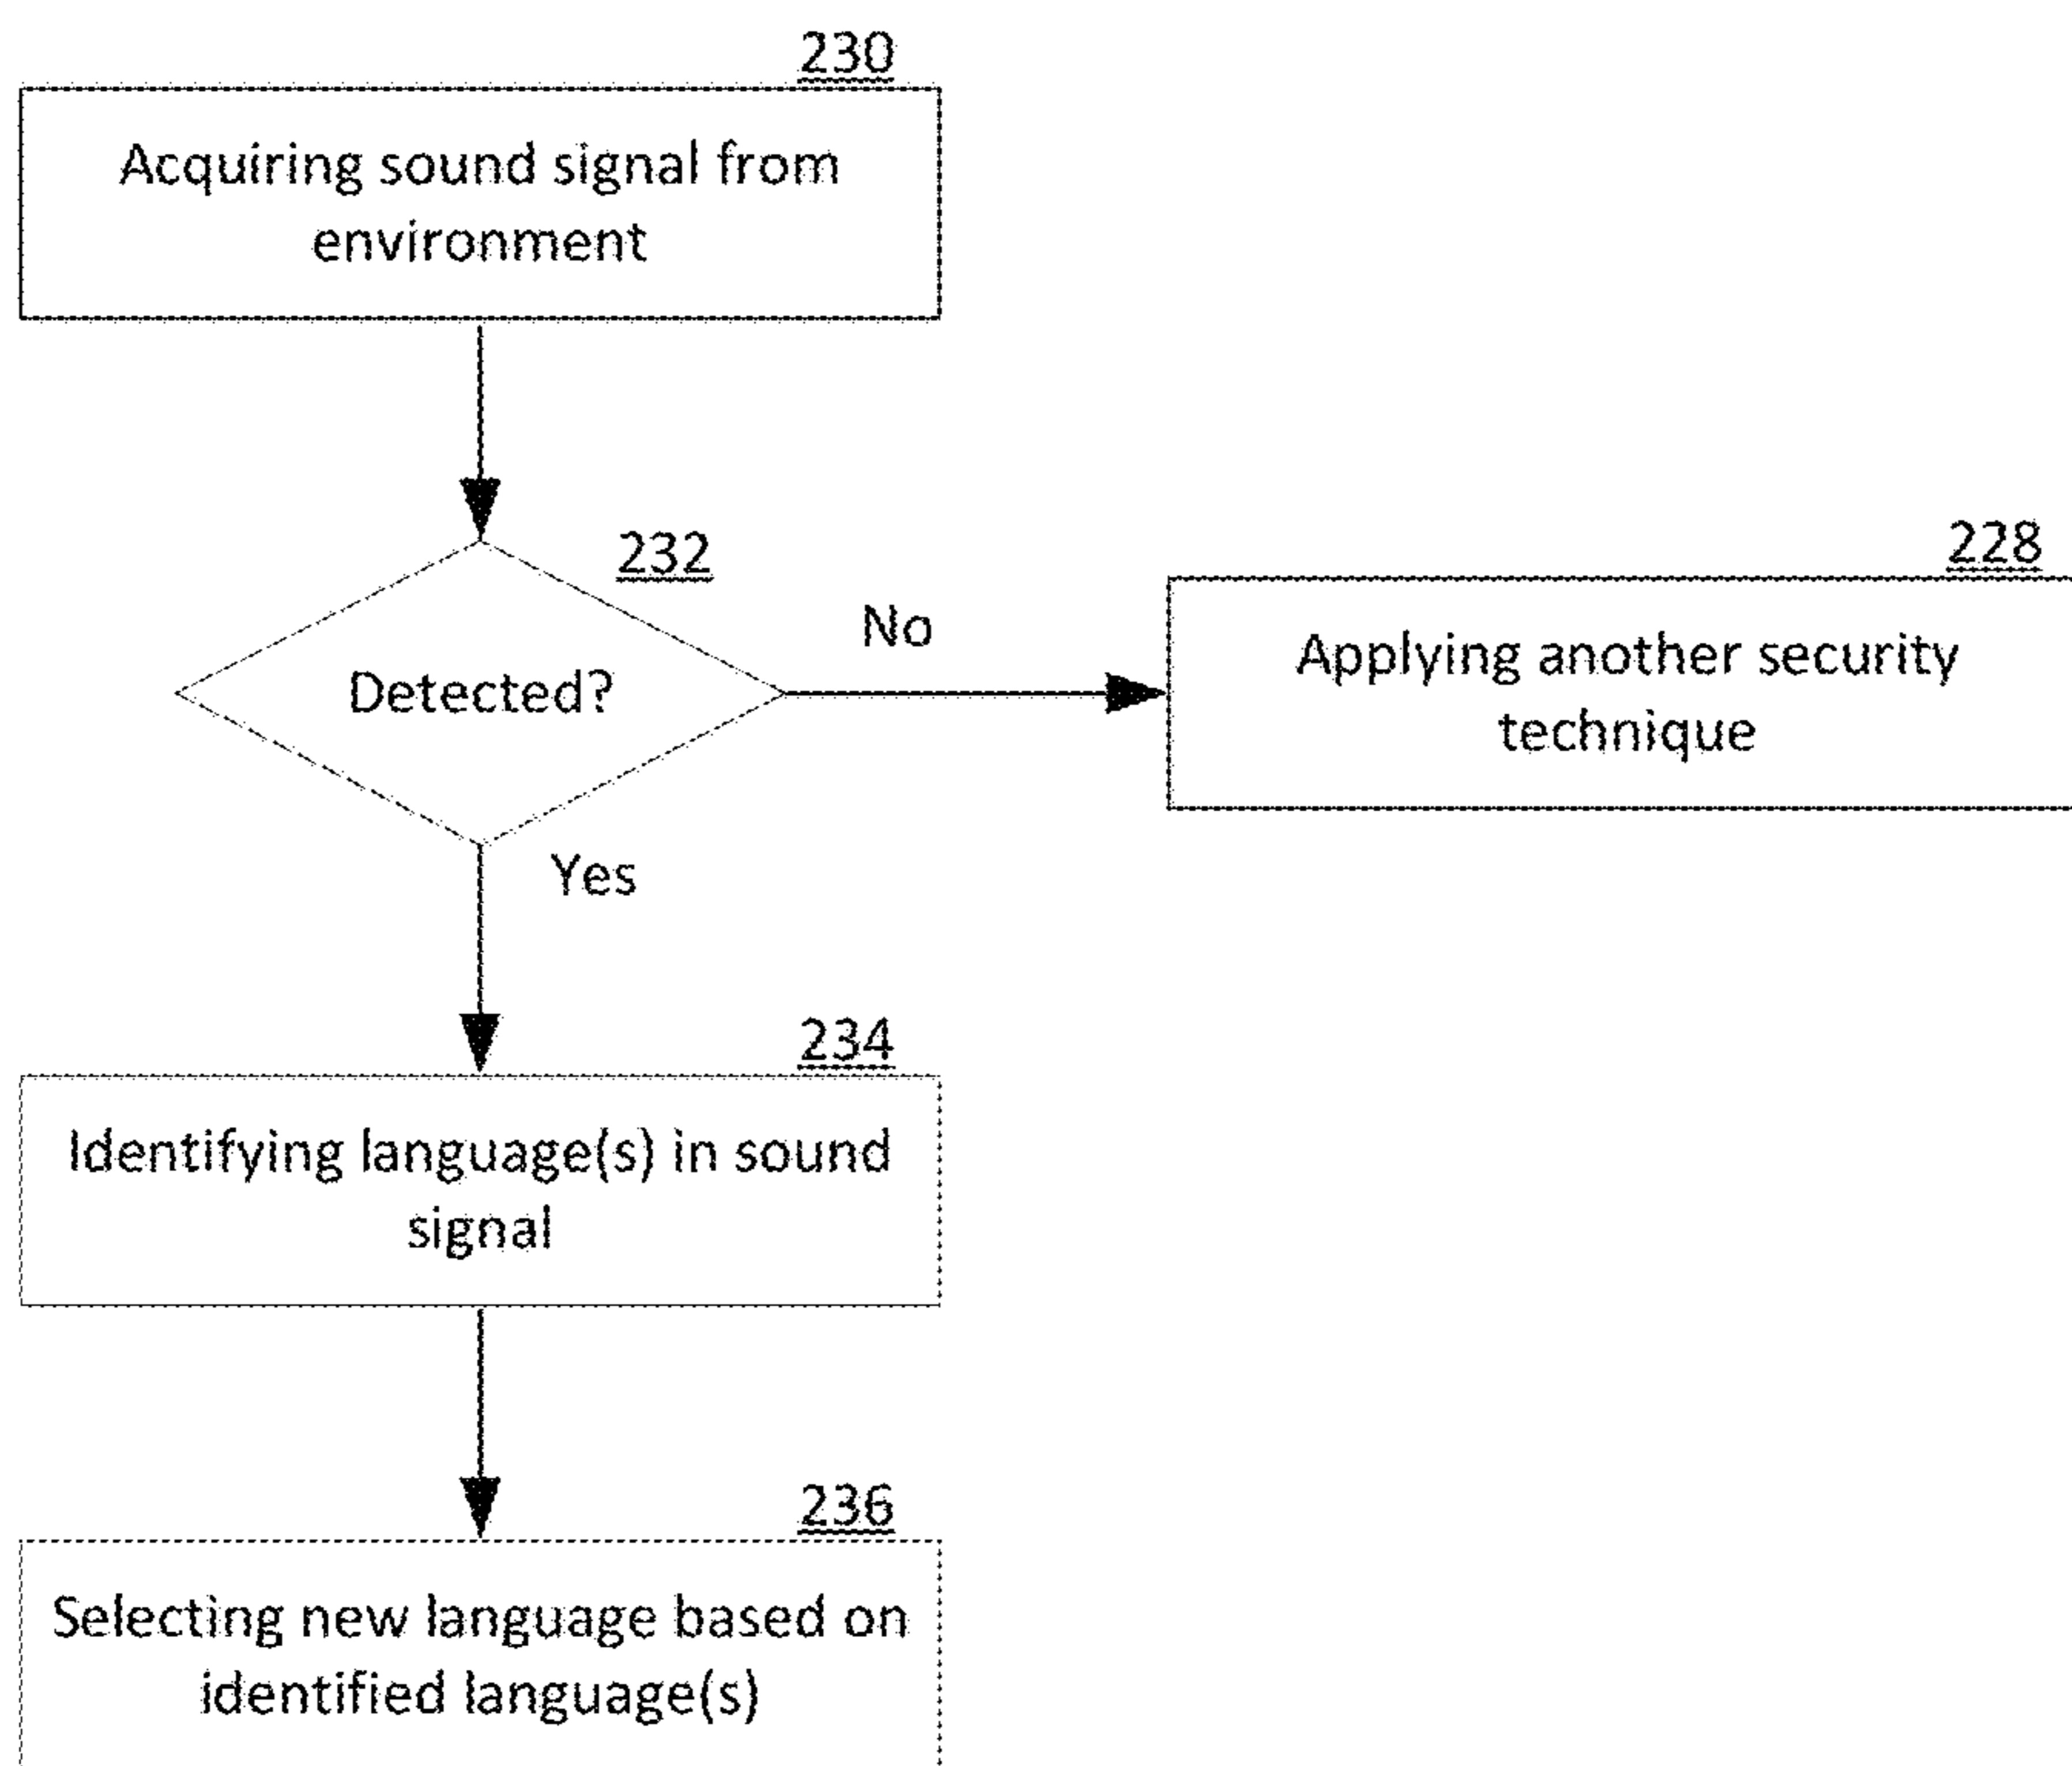 230
Acquiring sound signal from
environment
232
Detected?
No
228
Applying another security
technique
Yes
234
Identifying language(s) in sound
signal
236
Selecting new language based on
identified language(s)